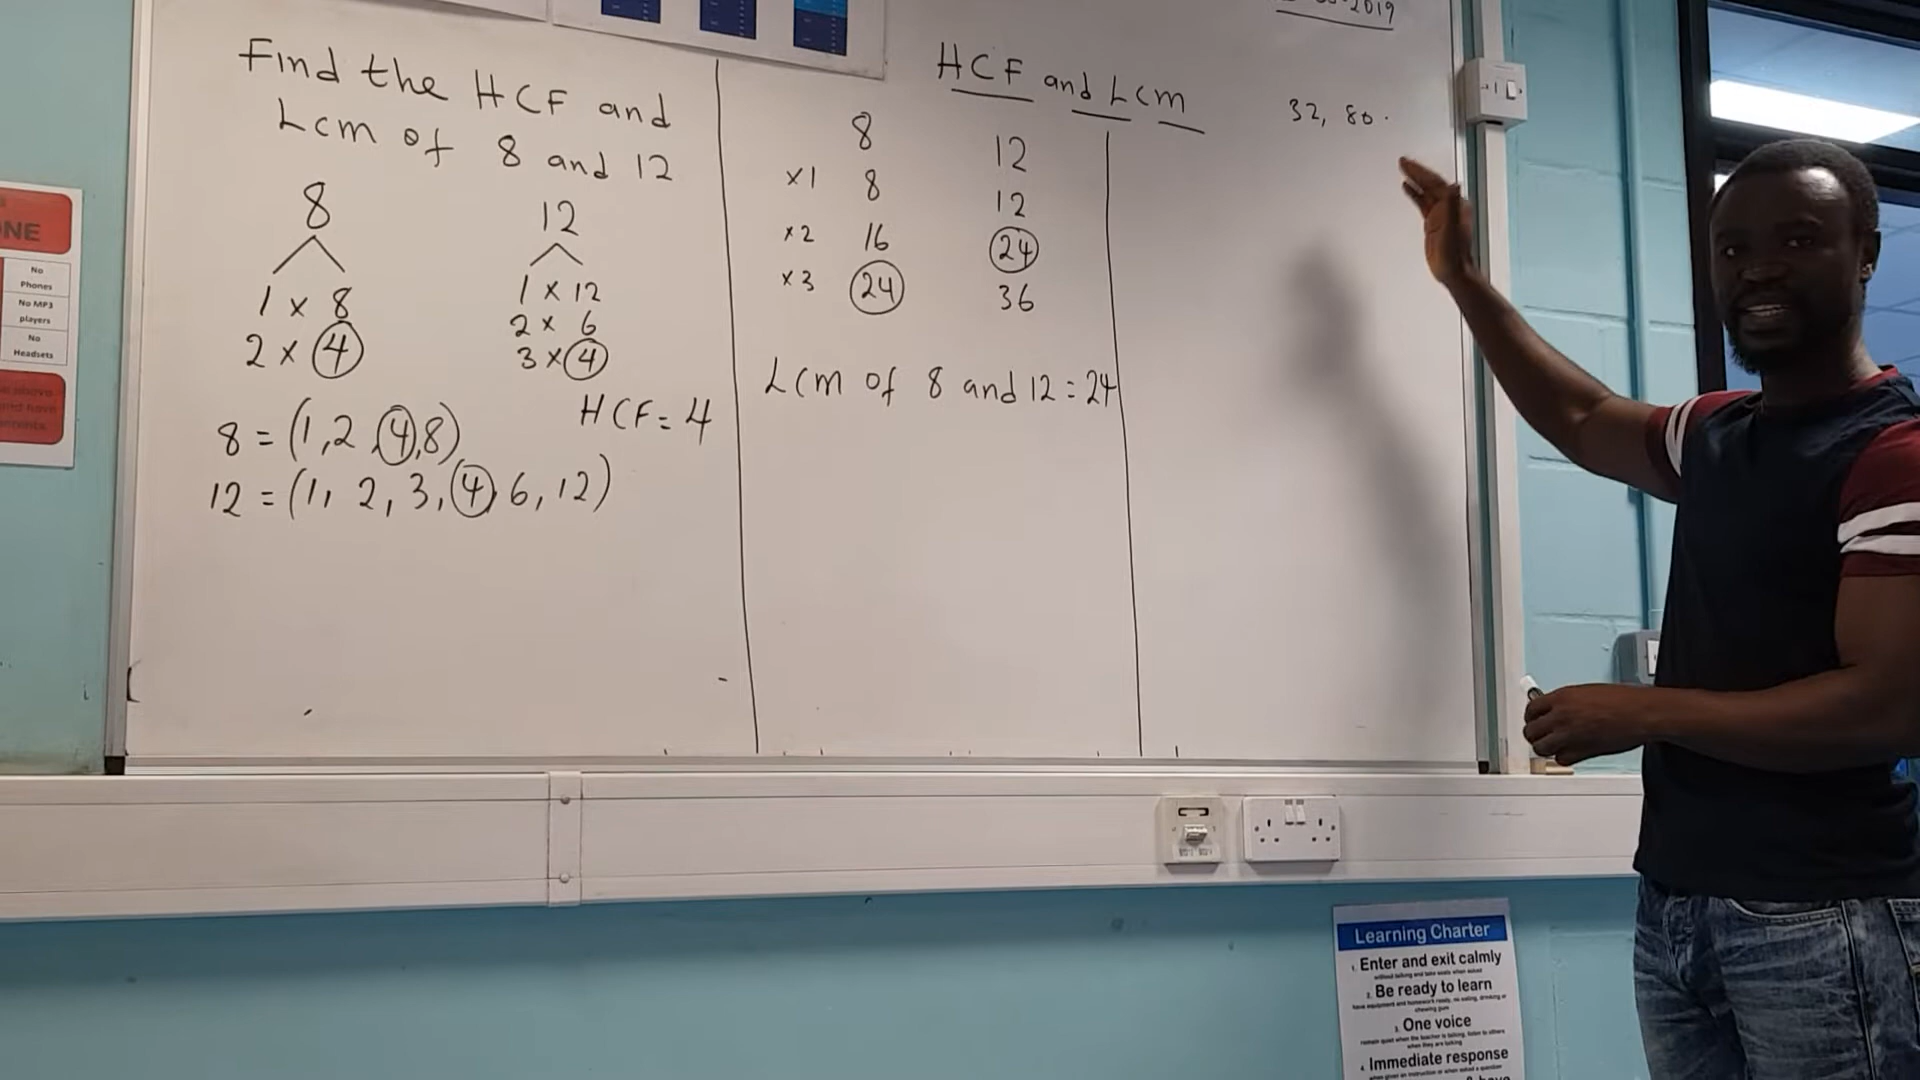 Find the HCF and
Lcm of 8 and 12
8 12
1 x 8 1 x 12
2 x 4 2 x 6
3 x 4
HCF = 4
8 = (1, 2, 4, 8)
12 = (1, 2, 3, 4, 6, 12)
HCF and Lcm
8 12
x1 8 12
x2 16 24
x3 24 36
Lcm of 8 and 12 = 24
2019
32, 80.
No
Phones
No MP3
players
No
Headsets
Learning Charter
1. Enter and exit calmly
2. Be ready to learn
3. One voice
4. Immediate response